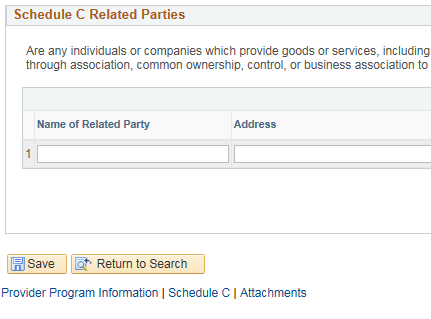 Schedule C Related Parties
Are any individuals or companies which provide goods or services, including
through association, common ownership, control, or business association to
Name of Related Party Address
1
Save Return to Search
Provider Program Information | Schedule C | Attachments